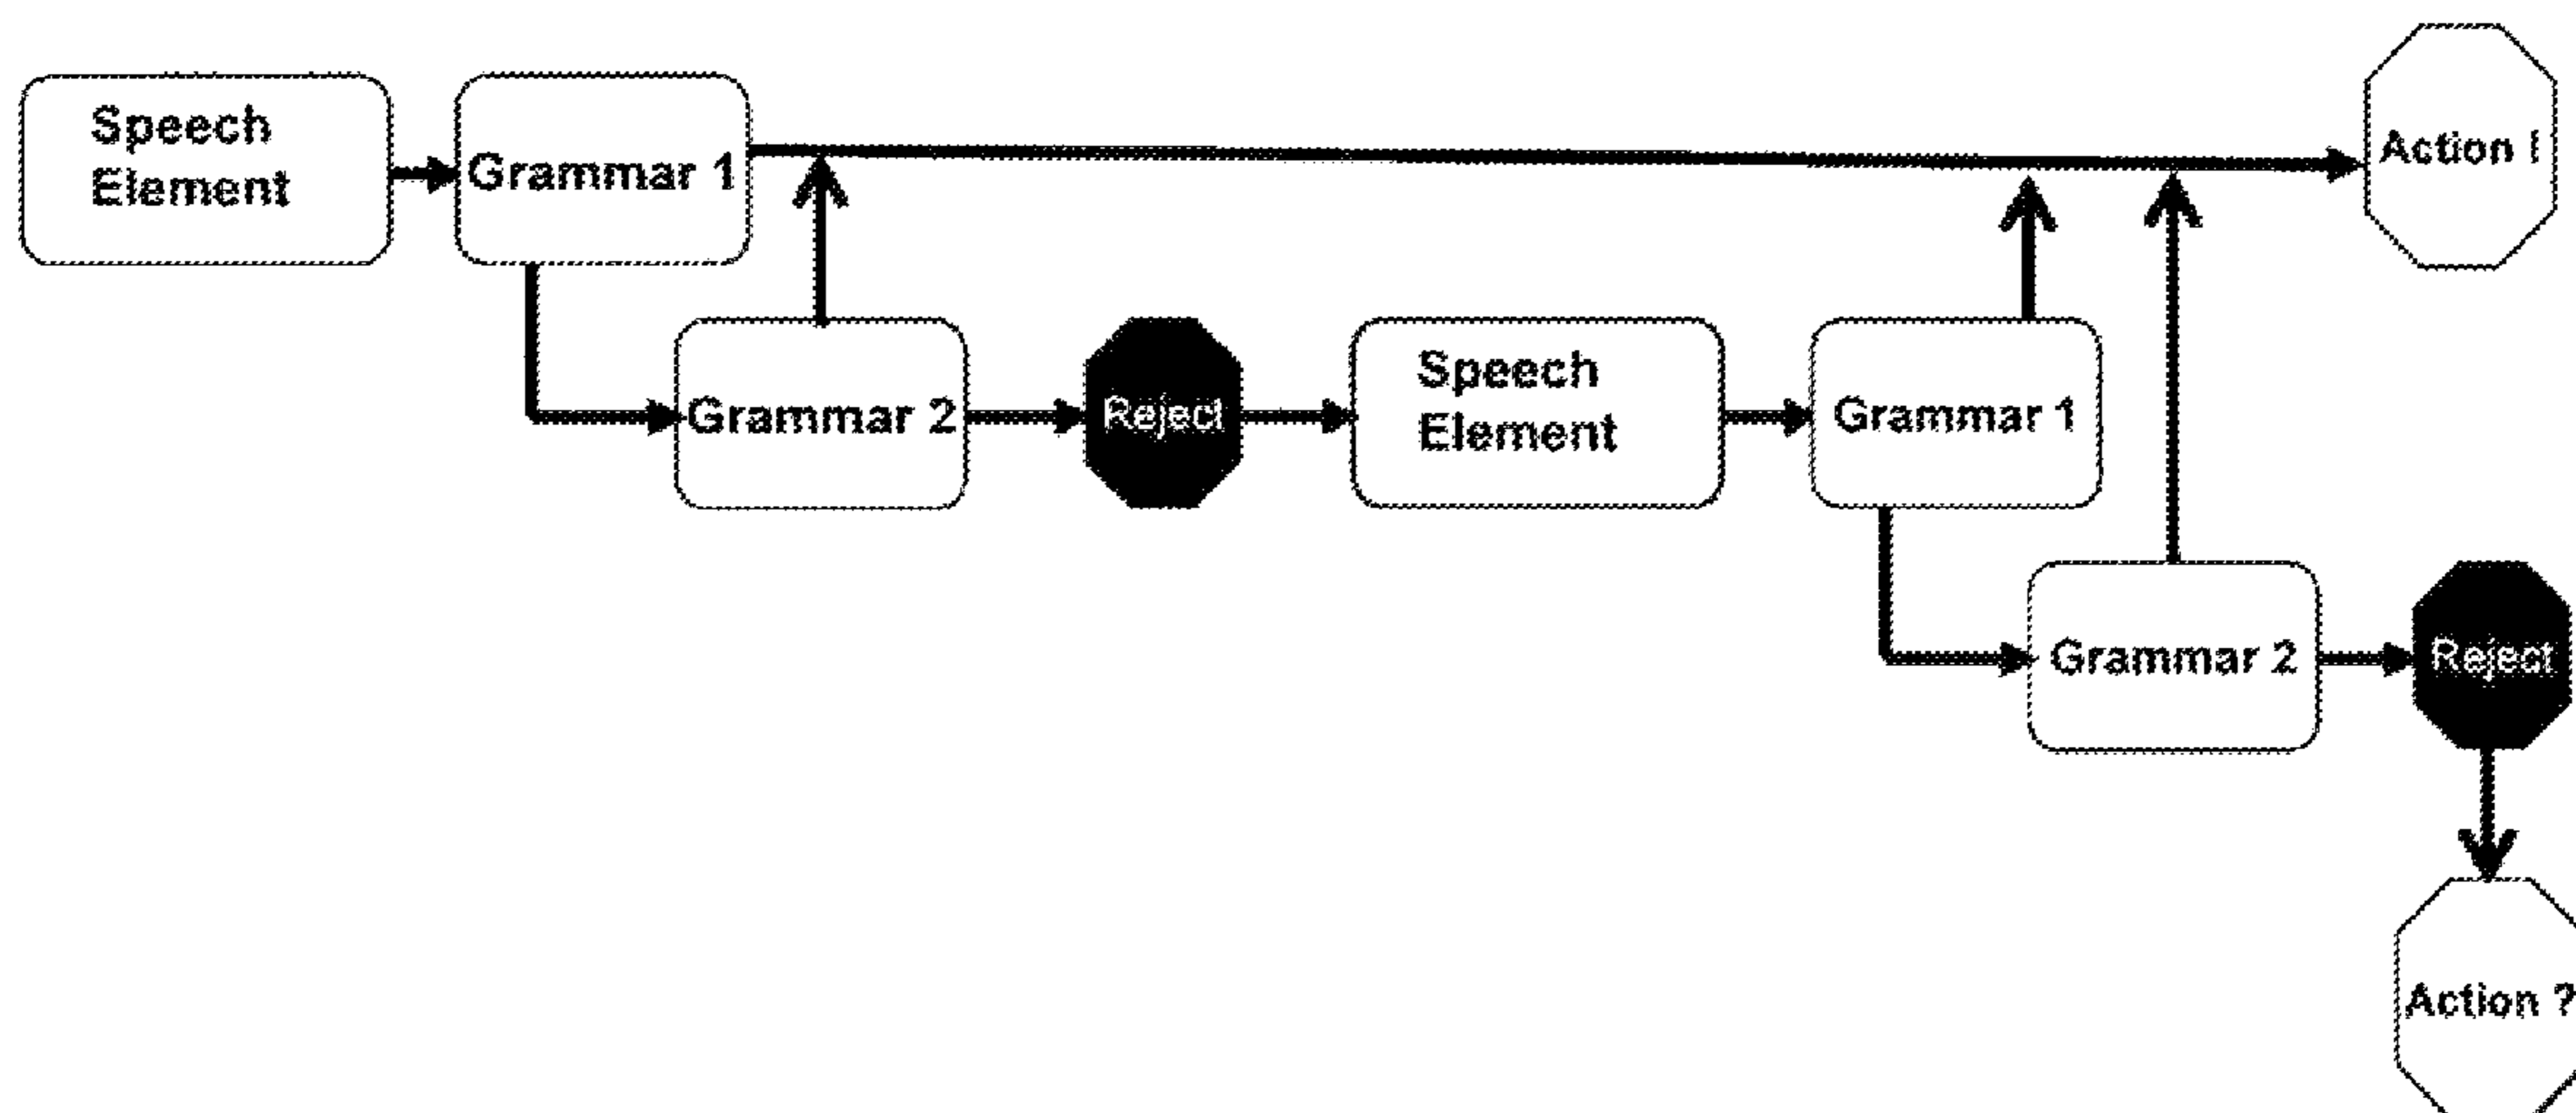 Speech
Element
Grammar 1
Action !
Grammar 2
Reject
Speech
Element
Grammar 1
Grammar 2
Reject
Action ?